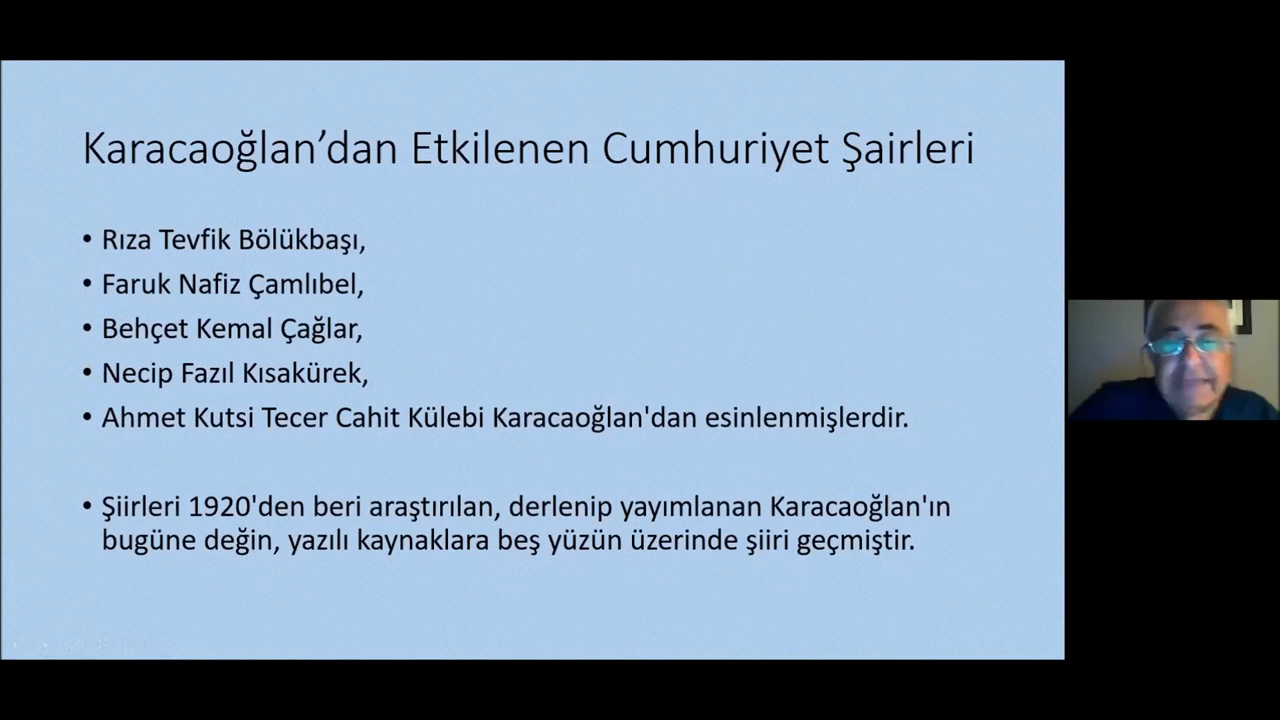 Karacaoğlan’dan Etkilenen Cumhuriyet Şairleri
• Rıza Tevfik Bölükbaşı,
• Faruk Nafiz Çamlıbel,
• Behçet Kemal Çağlar,
• Necip Fazıl Kısakürek,
• Ahmet Kutsi Tecer Cahit Külebi Karacaoğlan'dan esinlenmişlerdir.
• Şiirleri 1920'den beri araştırılan, derlenip yayımlanan Karacaoğlan'ın
bugüne değin, yazılı kaynaklara beş yüzün üzerinde şiiri geçmiştir.